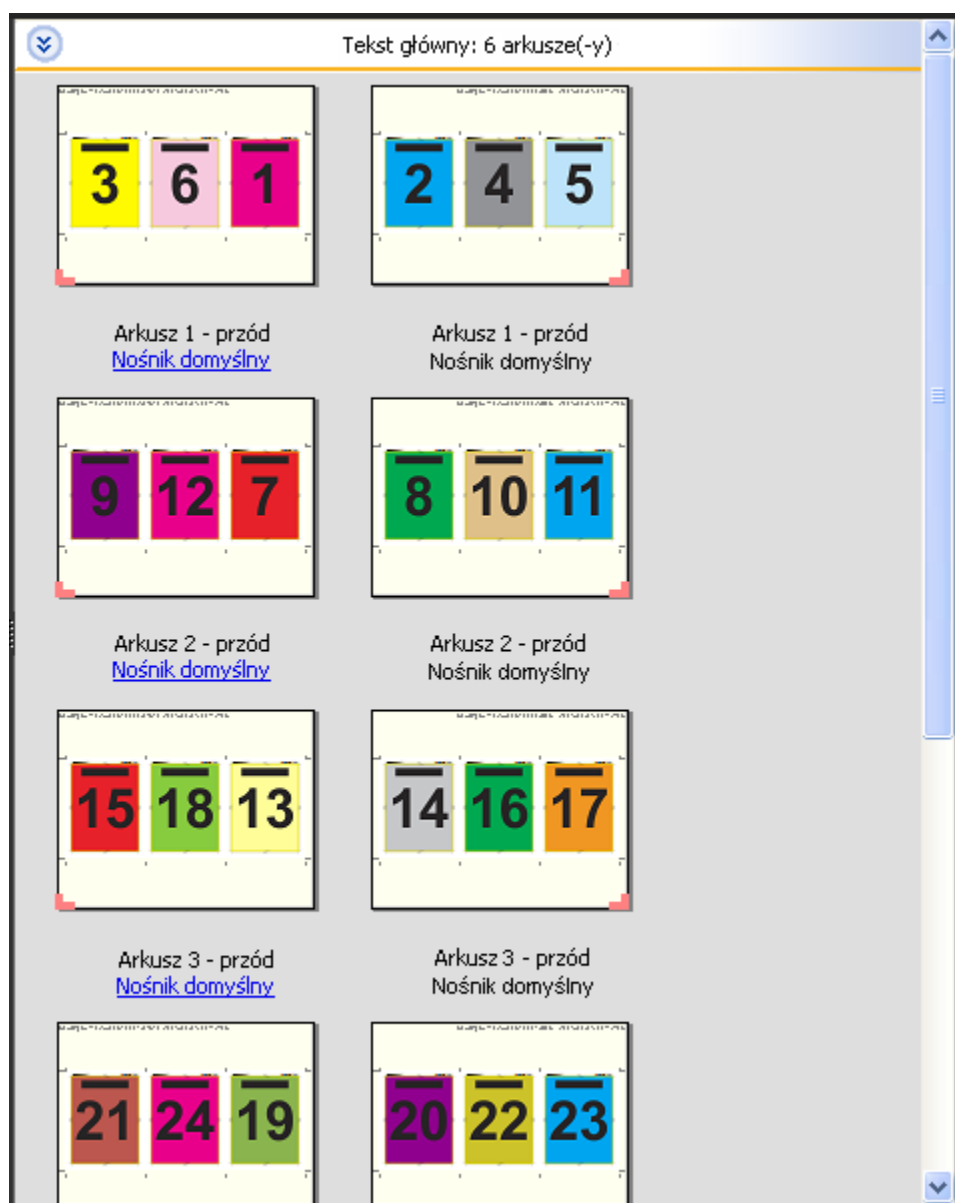 Tekst główny: 6 arkusze(-y)
3 6 1
2 4 5
Arkusz 1 - przód
Nośnik domyślny
Arkusz 1 - przód
Nośnik domyślny
9 12 7
8 10 11
Arkusz 2 - przód
Nośnik domyślny
Arkusz 2 - przód
Nośnik domyślny
15 18 13
14 16 17
Arkusz 3 - przód
Nośnik domyślny
Arkusz 3 - przód
Nośnik domyślny
21 24 19
20 22 23